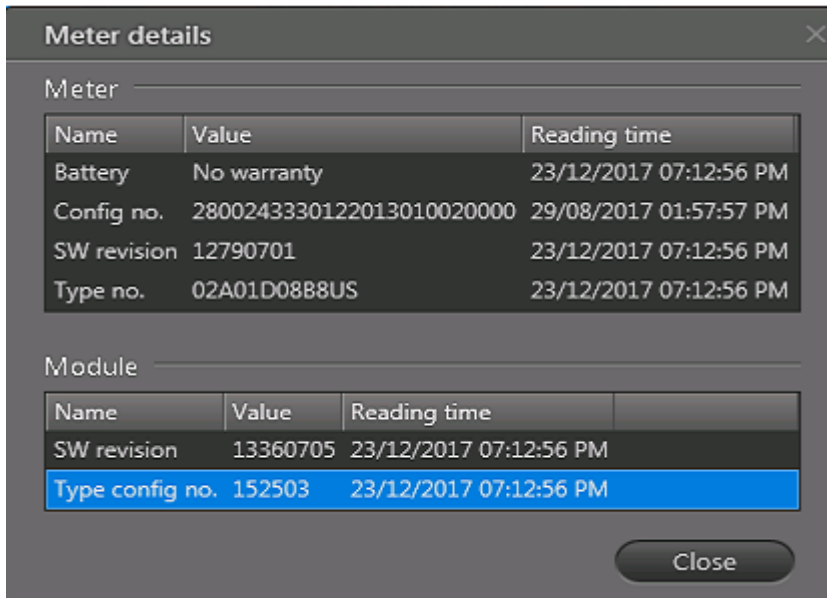 Meter details
Meter
Name Value Reading time
Battery No warranty 23/12/2017 07:12:56 PM
Config no. 2800243330122013010020000 29/08/2017 01:57:57 PM
SW revision 12790701 23/12/2017 07:12:56 PM
Type no. 02A01D08B8US 23/12/2017 07:12:56 PM
Module
Name Value Reading time
SW revision 13360705 23/12/2017 07:12:56 PM
Type config no. 152503 23/12/2017 07:12:56 PM
Close